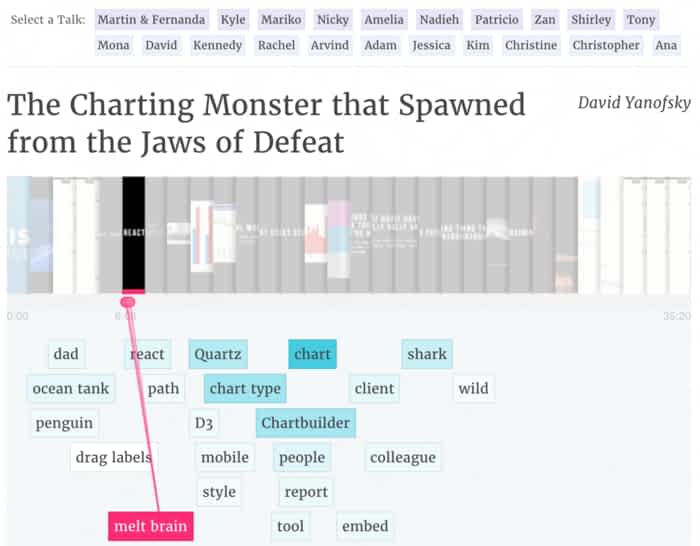 Select a Talk: Martin & Fernanda Kyle Mariko Nicky Amelia Nadieh Patricio Zan Shirley Tony
Mona David Kennedy Rachel Arvind Adam Jessica Kim Christine Christopher Ana
The Charting Monster that Spawned
from the Jaws of Defeat
David Yanofsky
REACT
0:00 35:20
dad react Quartz chart shark
ocean tank path chart type client wild
penguin D3 Chartbuilder
drag labels mobile people colleague
style report
melt brain tool embed